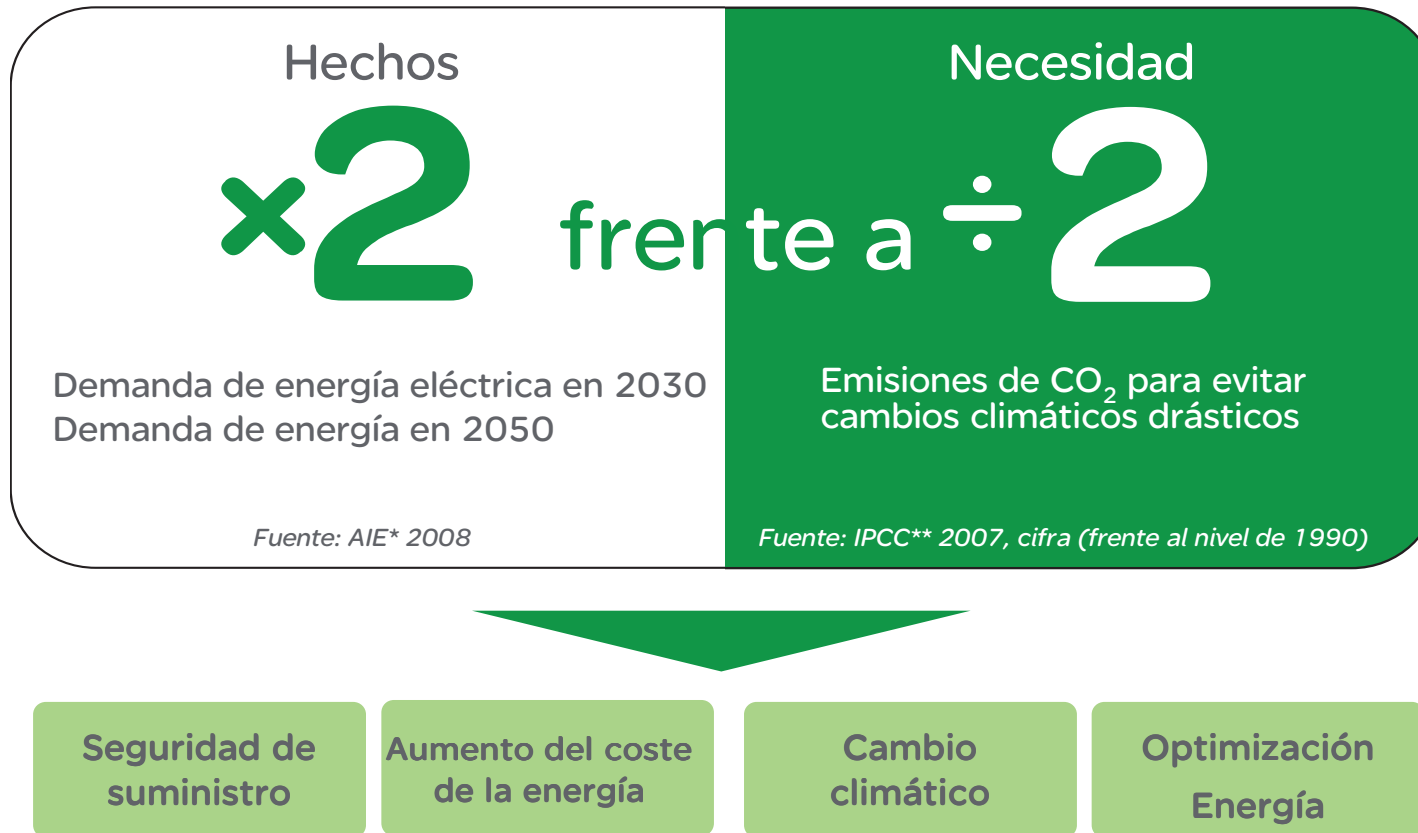 Hechos
Necesidad
×2 frente a ÷2
Demanda de energía eléctrica en 2030
Demanda de energía en 2050
Emisiones de CO₂ para evitar
cambios climáticos drásticos
Fuente: AIE* 2008
Fuente: IPCC** 2007, cifra (frente al nivel de 1990)
Seguridad de
suministro
Aumento del coste
de la energía
Cambio
climático
Optimización
Energía